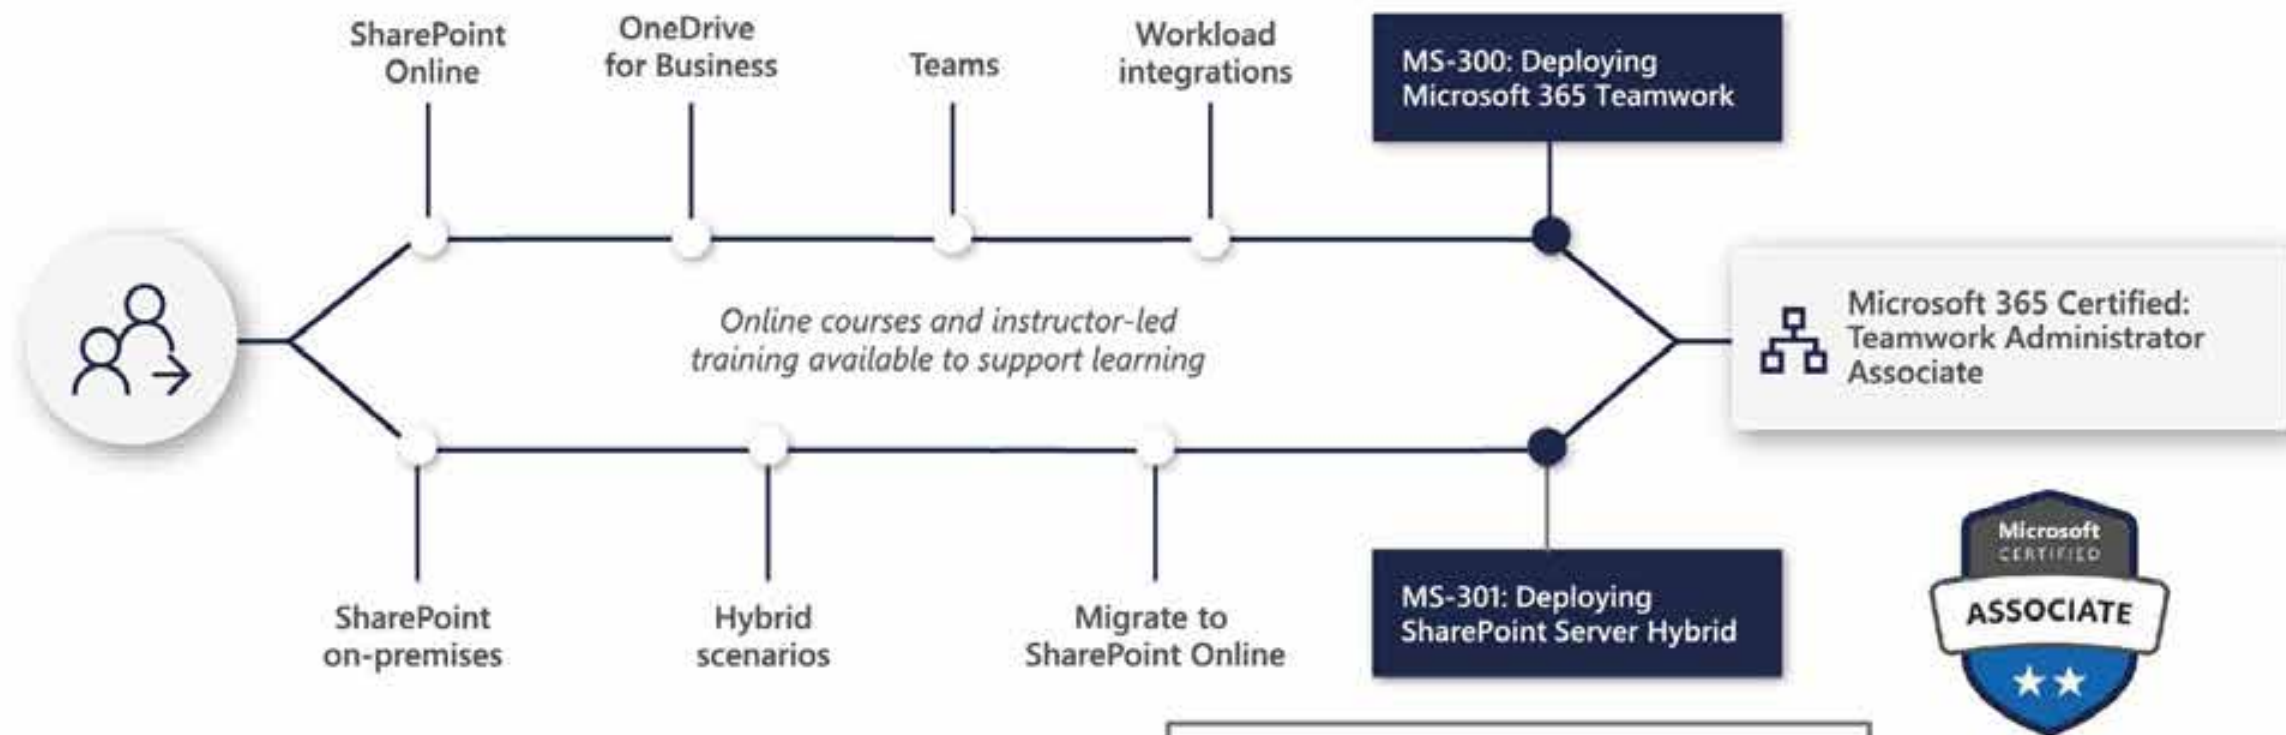 SharePoint
Online
OneDrive
for Business
Teams
Workload
integrations
MS-300: Deploying
Microsoft 365 Teamwork
Online courses and instructor-led
training available to support learning
Microsoft 365 Certified:
Teamwork Administrator
Associate
SharePoint
on-premises
Hybrid
scenarios
Migrate to
SharePoint Online
MS-301: Deploying
SharePoint Server Hybrid
Microsoft
CERTIFIED
ASSOCIATE